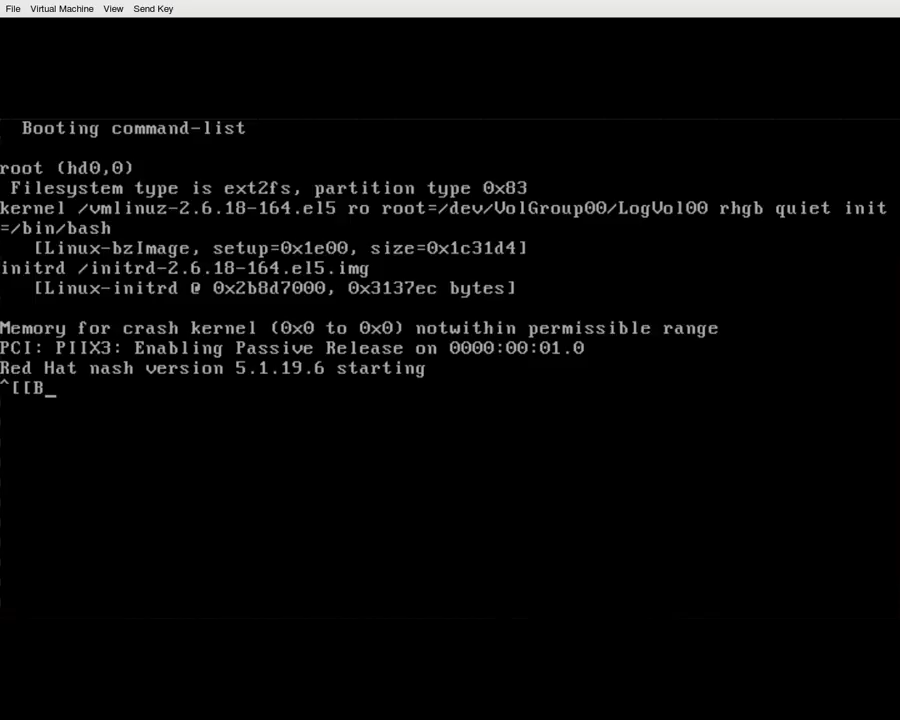 File Virtual Machine View Send Key
Booting command-list
root (hd0,0)
Filesystem type is ext2fs, partition type 0x83
kernel /vmlinuz-2.6.18-164.el5 ro root=/dev/VolGroup00/LogVol00 rhgb quiet init
=/bin/bash
[Linux-bzImage, setup=0x1e00, size=0x1c31d4]
initrd /initrd-2.6.18-164.el5.img
[Linux-initrd @ 0x2b8d7000, 0x3137ec bytes]
Memory for crash kernel (0x0 to 0x0) notwithin permissible range
PCI: PIIX3: Enabling Passive Release on 0000:00:01.0
Red Hat nash version 5.1.19.6 starting
^[[B_